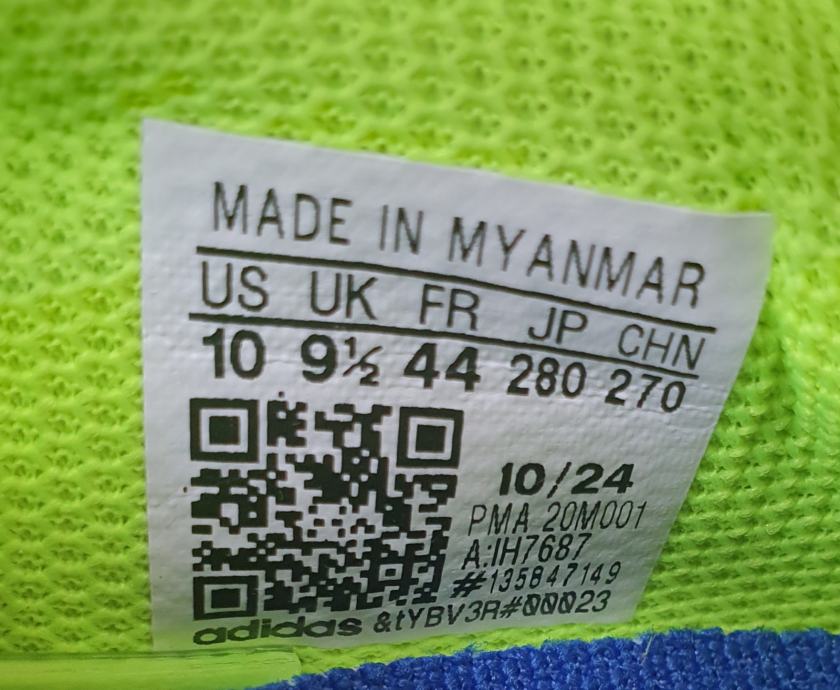 MADE IN MYANMAR
US UK FR JP CHN
10 9½ 44 280 270
10/24
PMA 20M001
A:IH7687
#135847149
adidas &tYBV3R#00023